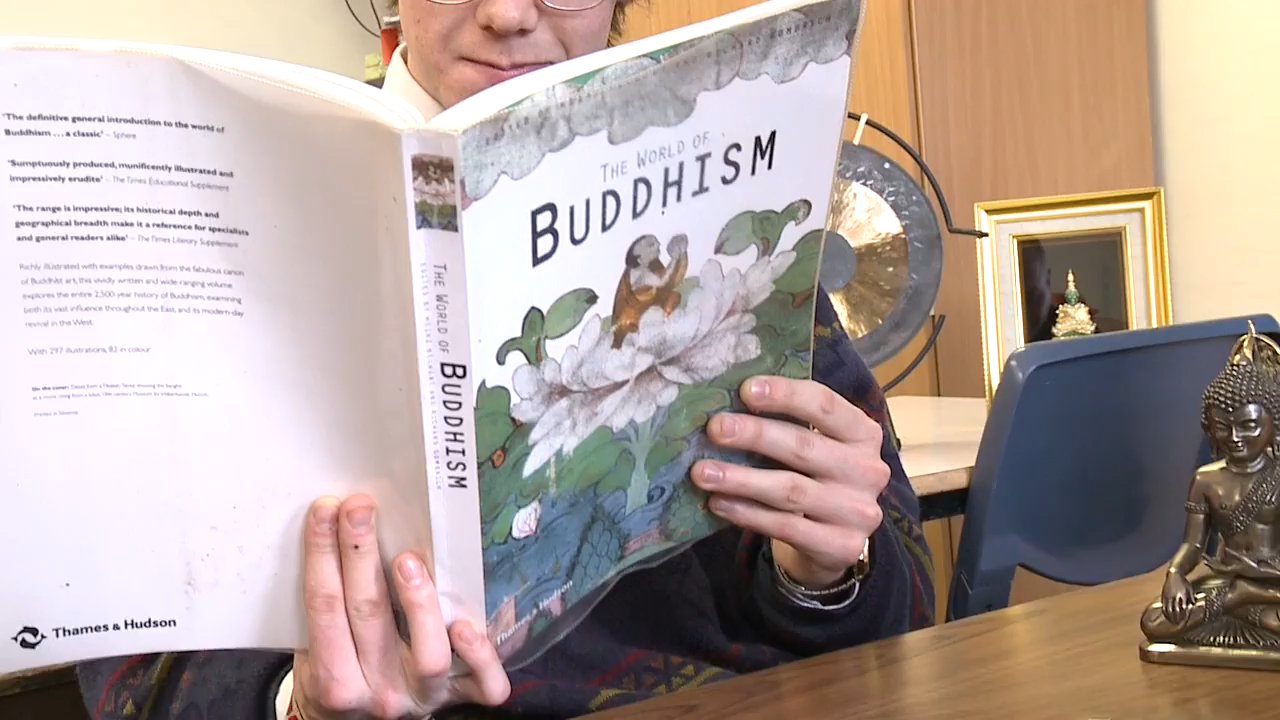 'The definitive general introduction to the world of
Buddhism ... a classic' – Sphere
'Sumptuously produced, munificently illustrated and
impressively erudite' – The Times Educational Supplement
'The range is impressive; its historical depth and
geographical breadth make it a reference for specialists
and general readers alike' – The Times Literary Supplement
Richly illustrated with examples drawn from the fabulous canon
of Buddhist art, this vividly written and wide-ranging volume
explores the entire 2,500-year history of Buddhism, examining
both its vast influence throughout the East, and its modern-day
revival in the West.
With 297 illustrations, 82 in colour
On the cover:
Thames & Hudson
THE WORLD OF
BUDDHISM
THE WORLD OF BUDDHISM
Thames & Hudson